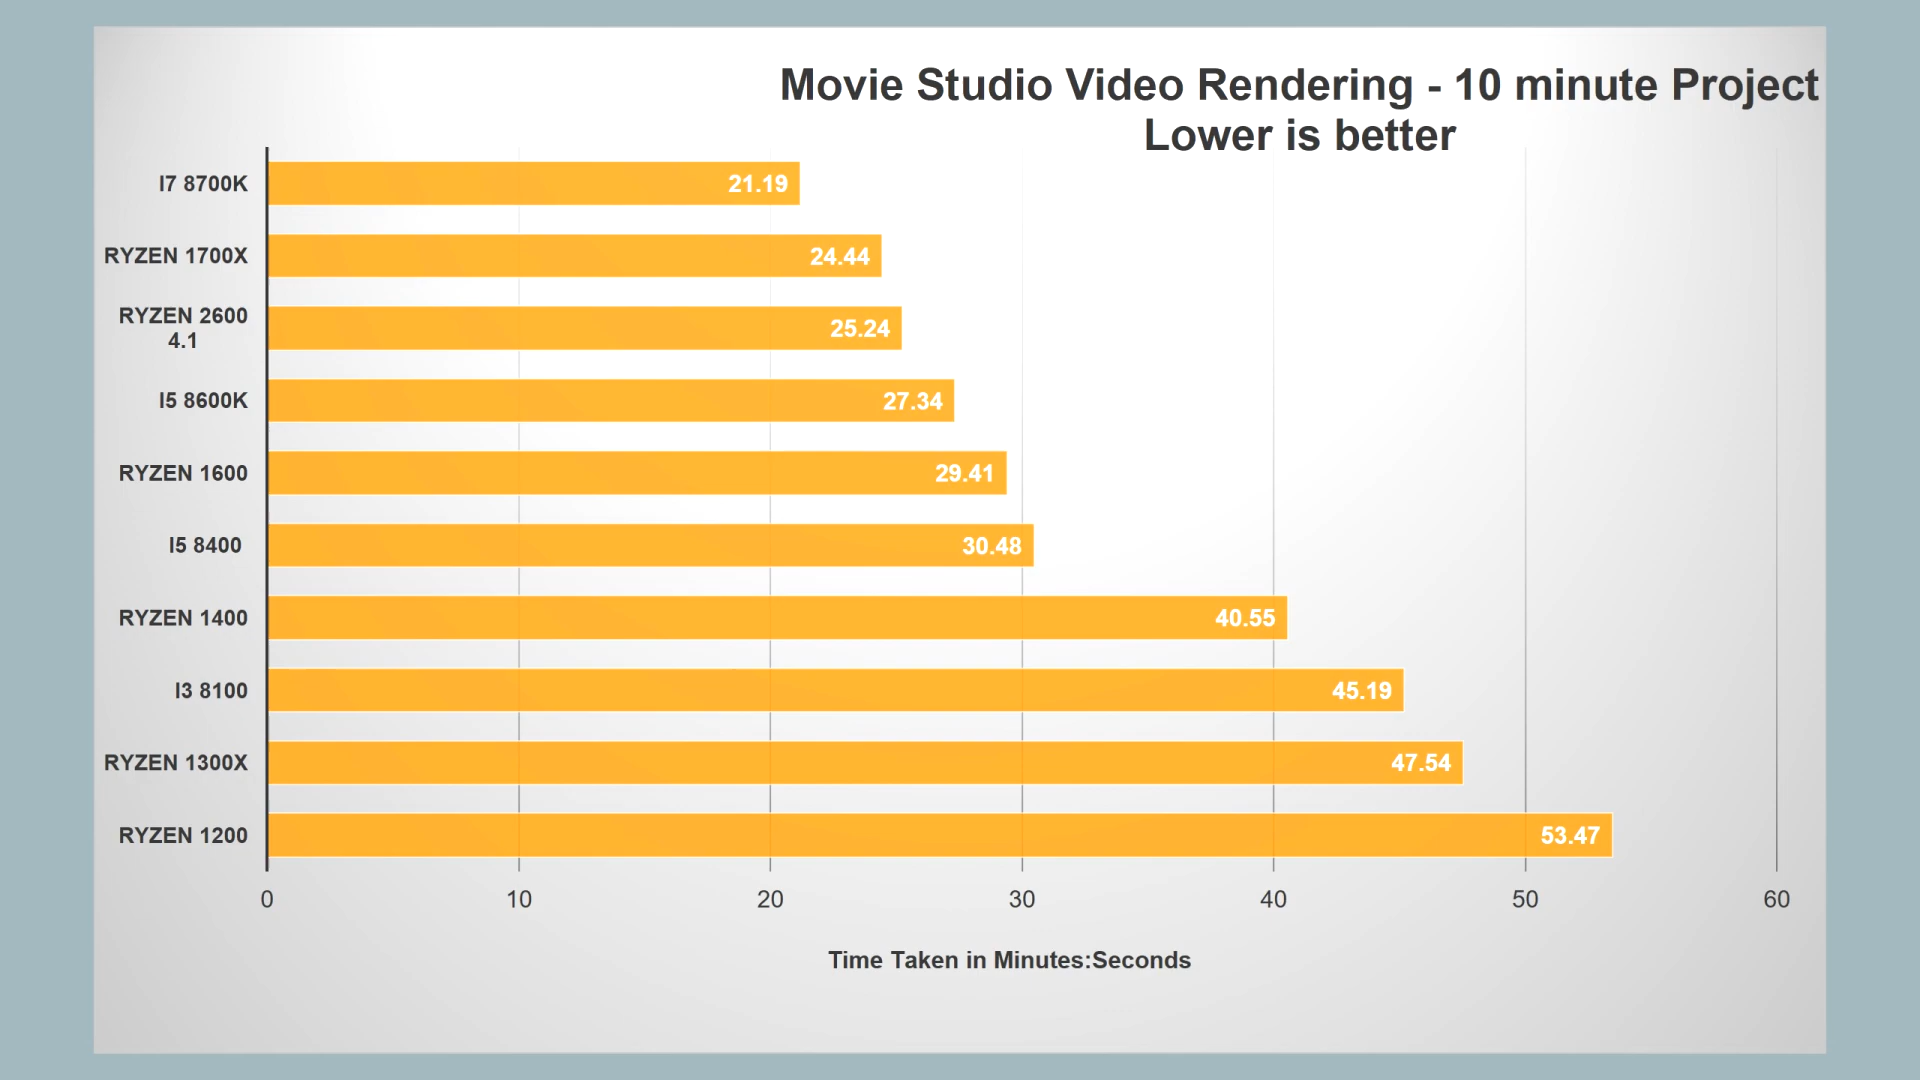 Movie Studio Video Rendering - 10 minute Project
Lower is better
I7 8700K
21.19
RYZEN 1700X
24.44
RYZEN 2600
4.1
25.24
I5 8600K
27.34
RYZEN 1600
29.41
I5 8400
30.48
RYZEN 1400
40.55
I3 8100
45.19
RYZEN 1300X
47.54
RYZEN 1200
53.47
0 10 20 30 40 50 60
Time Taken in Minutes:Seconds